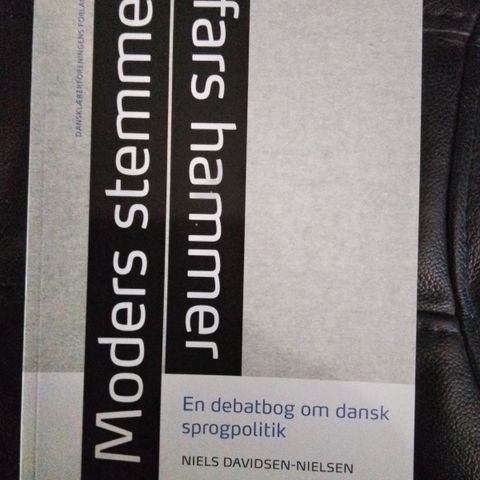 DANSKLÆRERFORENINGENS FORLAG
Moders stemme
fars hammer
En debatbog om dansk
sprogpolitik
NIELS DAVIDSEN-NIELSEN